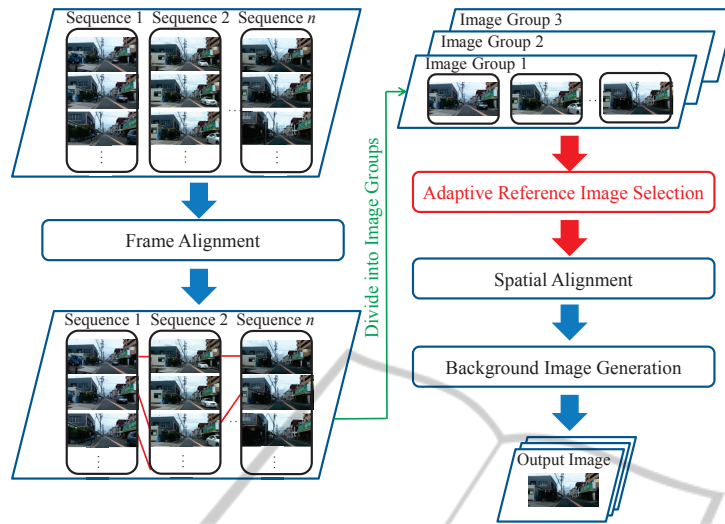 Sequence 1
Sequence 2
Sequence n
Frame Alignment
Sequence 1
Sequence 2
Sequence n
Divide into Image Groups
Image Group 3
Image Group 2
Image Group 1
Adaptive Reference Image Selection
Spatial Alignment
Background Image Generation
Output Image